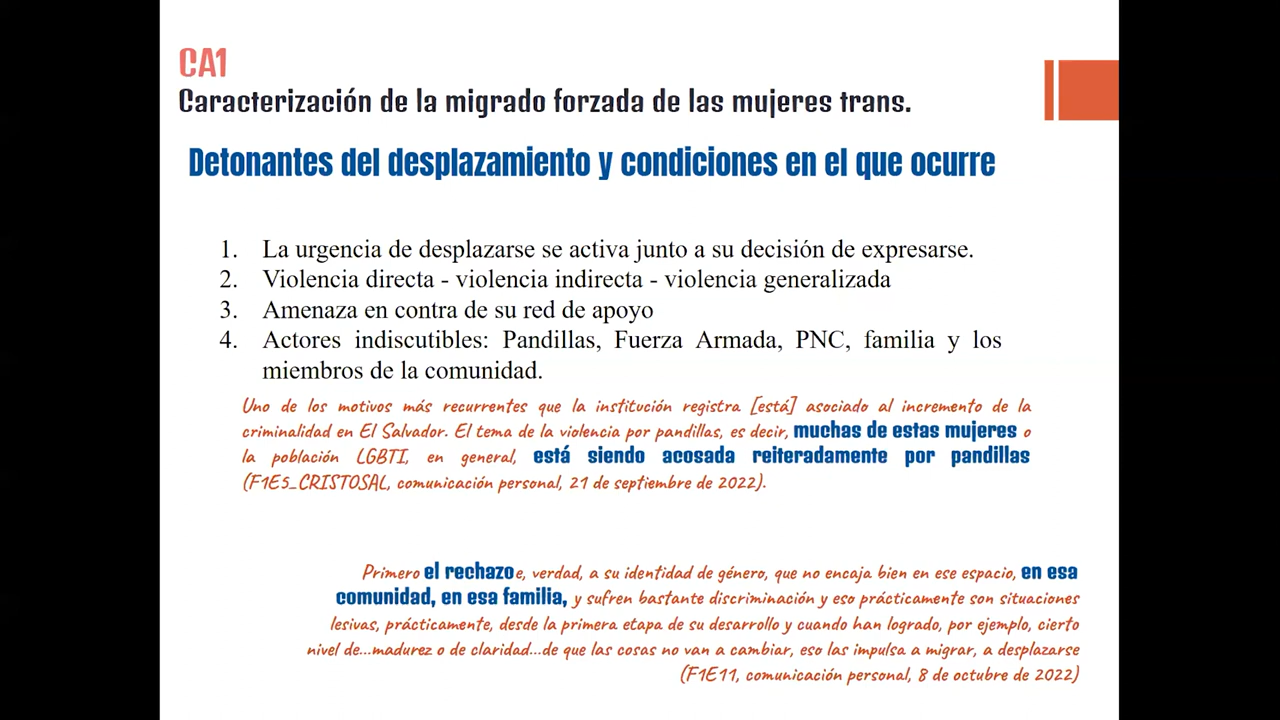 CA1
Caracterización de la migrado forzada de las mujeres trans.
Detonantes del desplazamiento y condiciones en el que ocurre
1. La urgencia de desplazarse se activa junto a su decisión de expresarse.
2. Violencia directa - violencia indirecta - violencia generalizada
3. Amenaza en contra de su red de apoyo
4. Actores indiscutibles: Pandillas, Fuerza Armada, PNC, familia y los
miembros de la comunidad.
Uno de los motivos más recurrentes que la institución registra [está] asociado al incremento de la
criminalidad en El Salvador. El tema de la violencia por pandillas, es decir, muchas de estas mujeres o
la población LGBTI, en general, está siendo acosada reiteradamente por pandillas
(F1E5_CRISTOSAL, comunicación personal, 21 de septiembre de 2022).
Primero el rechazoe, verdad, a su identidad de género, que no encaja bien en ese espacio, en esa
comunidad, en esa familia, y sufren bastante discriminación y eso prácticamente son situaciones
lesivas, prácticamente, desde la primera etapa de su desarrollo y cuando han logrado, por ejemplo, cierto
nivel de...madurez o de claridad...de que las cosas no van a cambiar, eso las impulsa a migrar, a desplazarse
(F1E11, comunicación personal, 8 de octubre de 2022)